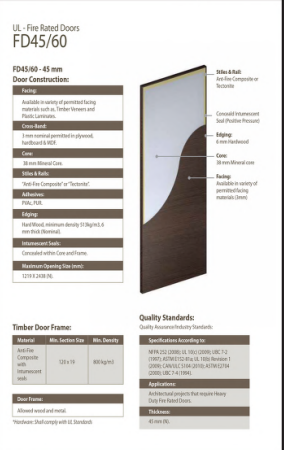 UL - Fire Rated Doors
FD45/60
FD45/60 - 45 mm
Door Construction:
Facing:
Available in variety of permitted facing
materials such as, Timber Veneers and
Plastic Laminates.
Cross-Band:
3 mm nominal permitted in plywood,
hardboard & MDF.
Core:
38 mm Mineral Core.
Stiles & Rails:
"Anti-Fire Composite" or "Tectonite".
Adhesives:
PVAc, PUR.
Edging:
Hard Wood, minimum density 513kg/m3, 6
mm thick (Nominal).
Intumescent Seals:
Concealed within Core and Frame.
Maximum Opening Size (mm):
1219 X 2438 (H).
Stiles & Rail:
Anti-Fire Composite or
Tectonite
Concealed Intumescent
Seal (Positive Pressure)
Edging:
6 mm Hardwood
Core:
38 mm Mineral core
Facing:
Available in variety of
permitted facing
materials (3mm)
Timber Door Frame:
Material Min. Section Size Min. Density
Anti-Fire
Composite
with
Intumescent
seals
120 x 19
600 kg/m3
Door Frame:
Allowed wood and metal.
*Hardware: Shall comply with UL Standards
Quality Standards:
Quality Assurance Industry Standards:
Specifications According to:
NFPA 252 (2008); UL 10(c) (2009); UBC 7-2
(1997); ASTM E152-81a; UL 10(b) Revision 1
(2009); CAN/ULC S104 (2010); ASTM E2704
(2000); UBC 7-4 (1994).
Applications:
Architectural projects that require Heavy
Duty Fire Rated Doors.
Thickness:
45 mm (N).